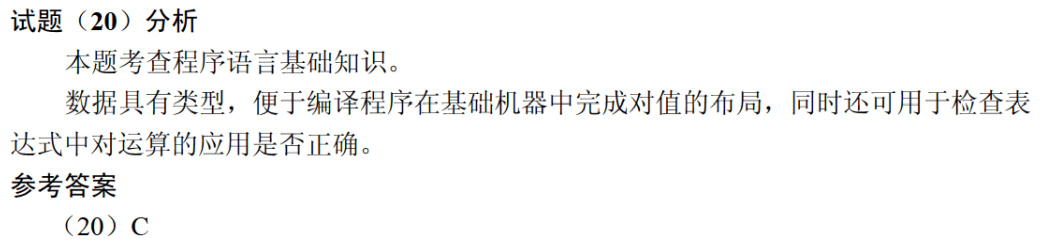 试题（20）分析
本题考查程序语言基础知识。
数据具有类型，便于编译程序在基础机器中完成对值的布局，同时还可用于检查表
达式中对运算的应用是否正确。
参考答案
（20）C